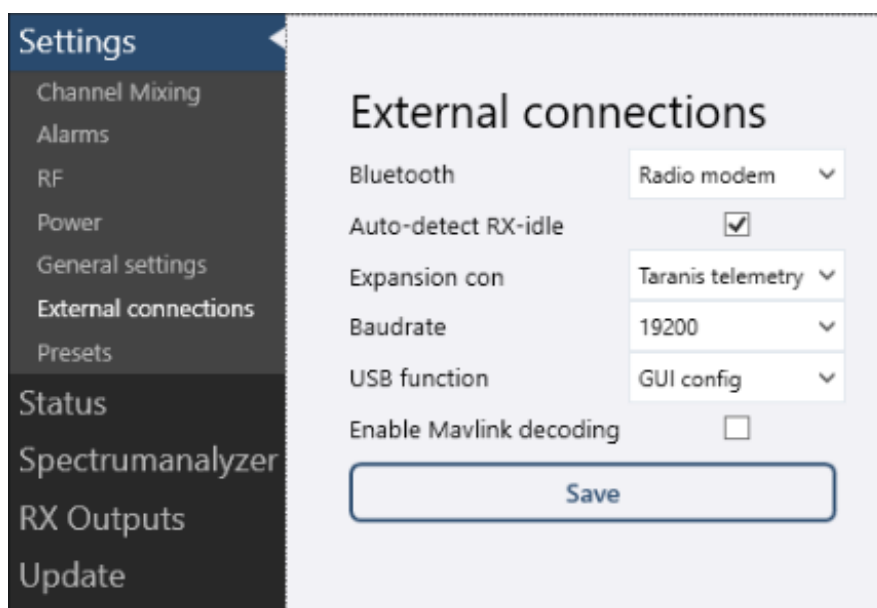 Settings
Channel Mixing
Alarms
RF
Power
General settings
External connections
Presets
Status
Spectrumanalyzer
RX Outputs
Update
External connections
Bluetooth Radio modem
Auto-detect RX-idle
Expansion con Taranis telemetry
Baudrate 19200
USB function GUI config
Enable Mavlink decoding
Save